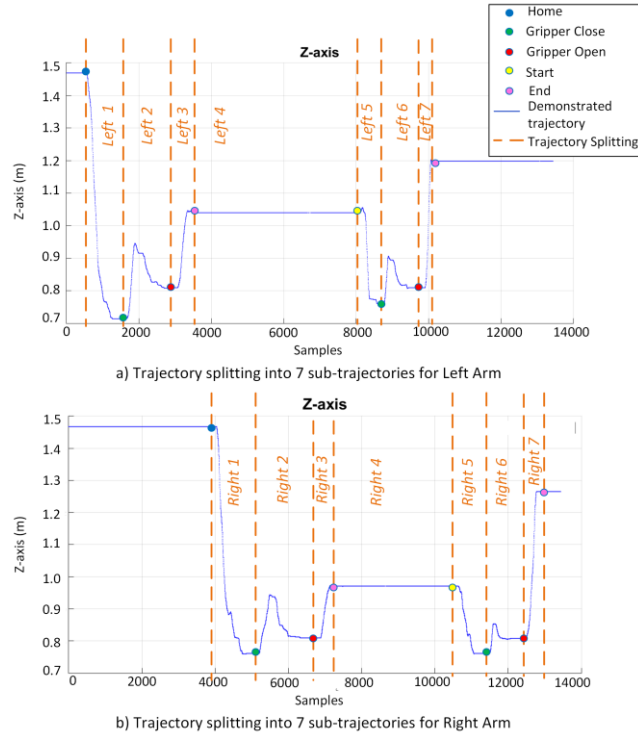 Home
Gripper Close
Gripper Open
Start
End
Demonstrated
trajectory
Trajectory Splitting
Z-axis
Z-axis (m)
1.5
1.4
1.3
1.2
1.0
0.9
0.8
0.7
Left 1
Left 2
Left 3
Left 4
Left 5
Left 6
Left 7
0 2000 4000 6000 8000 10000 12000 14000
Samples
a) Trajectory splitting into 7 sub-trajectories for Left Arm
Z-axis
Z-axis (m)
1.5
1.4
1.3
1.2
1.0
0.9
0.8
0.7
Right 1
Right 2
Right 3
Right 4
Right 5
Right 6
Right 7
0 2000 4000 6000 8000 10000 12000 14000
Samples
b) Trajectory splitting into 7 sub-trajectories for Right Arm